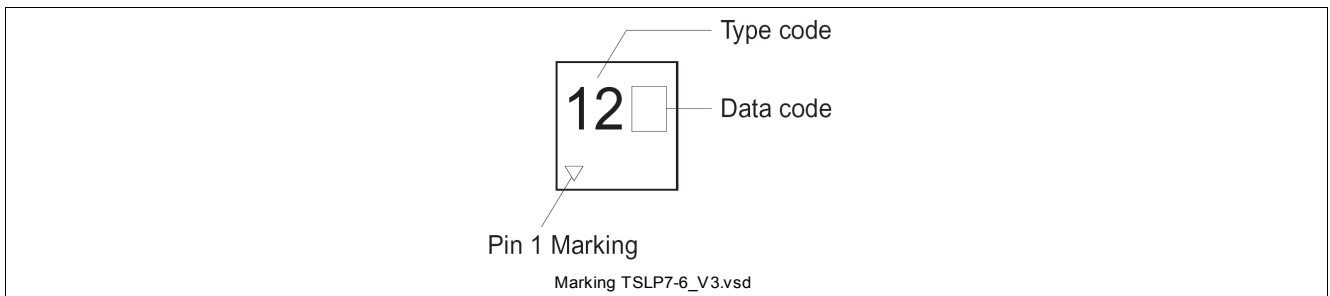 Type code
12
Data code
Pin 1 Marking
Marking TSLP7-6_V3.vsd